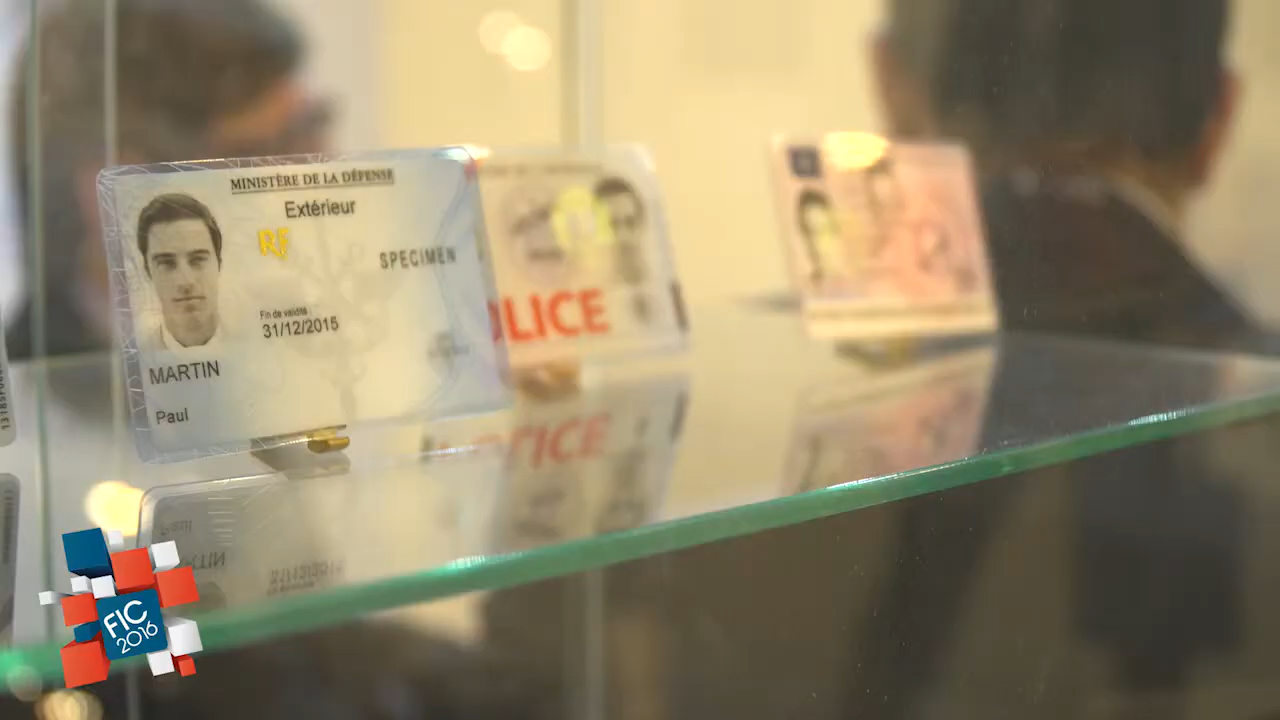 MINISTÈRE DE LA DÉFENSE
Extérieur
RF
SPECIMEN
Fin de validité
31/12/2015
MARTIN
Paul
LICE
FIC
2016